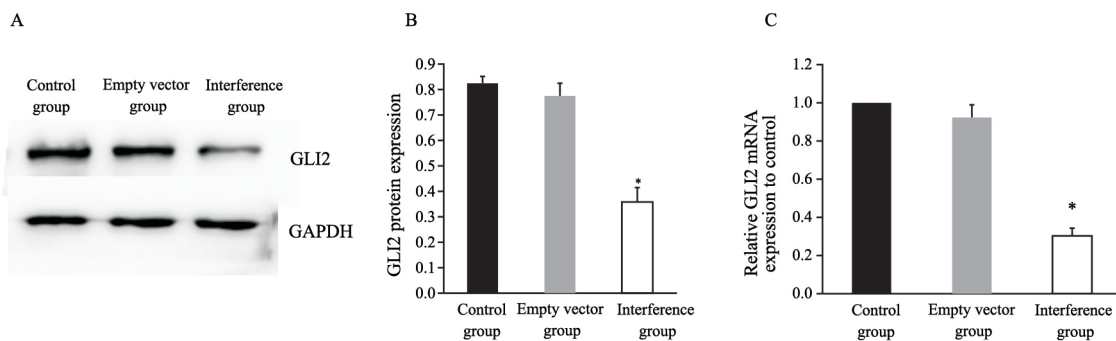 A
Control group
Empty vector group
Interference group
GLI2
GAPDH
B
GLI2 protein expression
0.9
0.8
0.7
0.6
0.5
0.4
0.3
0.2
0.1
0.0
*
Control group
Empty vector group
Interference group
C
Relative GLI2 mRNA
expression to control
1.2
1.0
0.8
0.6
0.4
0.2
0.0
*
Control group
Empty vector group
Interference group